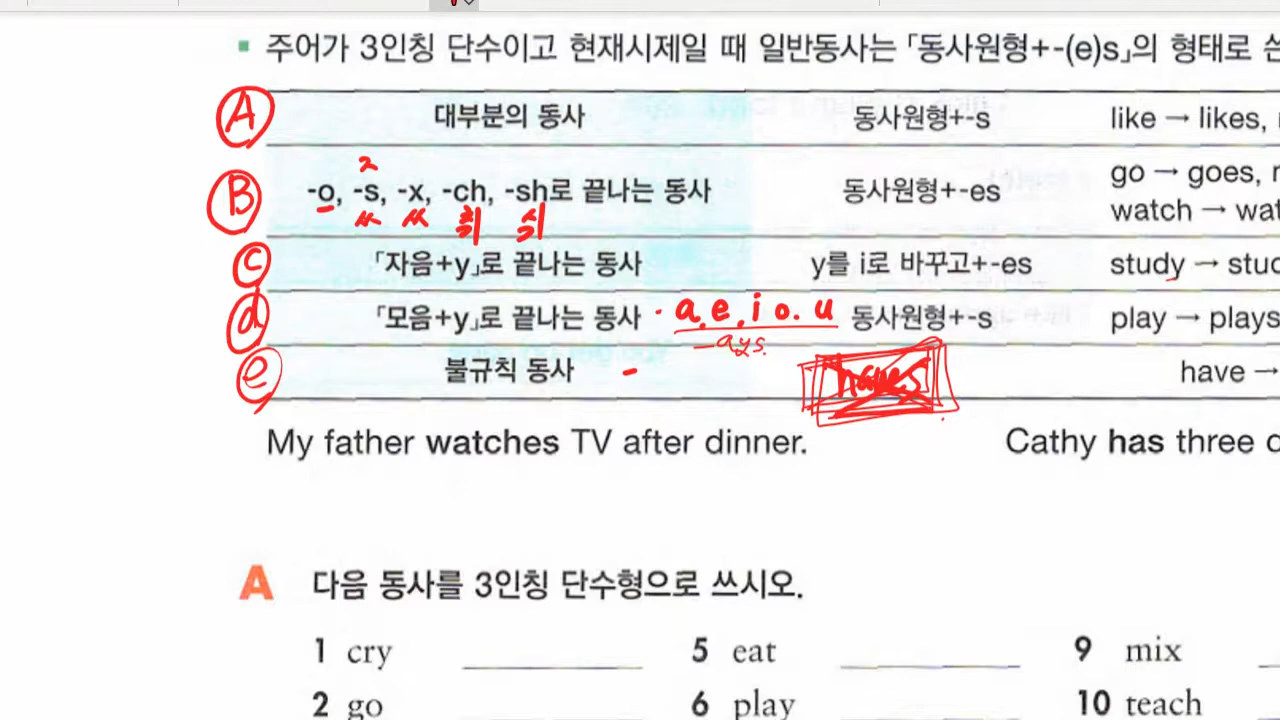 주어가 3인칭 단수이고 현재시제일 때 일반동사는 「동사원형+-(e)s」의 형태로 쓴
A 대부분의 동사 동사원형+-s like → likes,
2
B -o, -s, -x, -ch, -sh로 끝나는 동사 동사원형+-es go → goes,
watch → wat
ㅆ ㅆ 취 쉬
C 「자음+y」로 끝나는 동사 y를 i로 바꾸고+-es study → stud
d 「모음+y」로 끝나는 동사 · a, e, i o. u 동사원형+-s play → plays
-ays.
e 불규칙 동사 - haves have →
My father watches TV after dinner. Cathy has three
A 다음 동사를 3인칭 단수형으로 쓰시오.
1 cry 5 eat 9 mix
2 go 6 play 10 teach